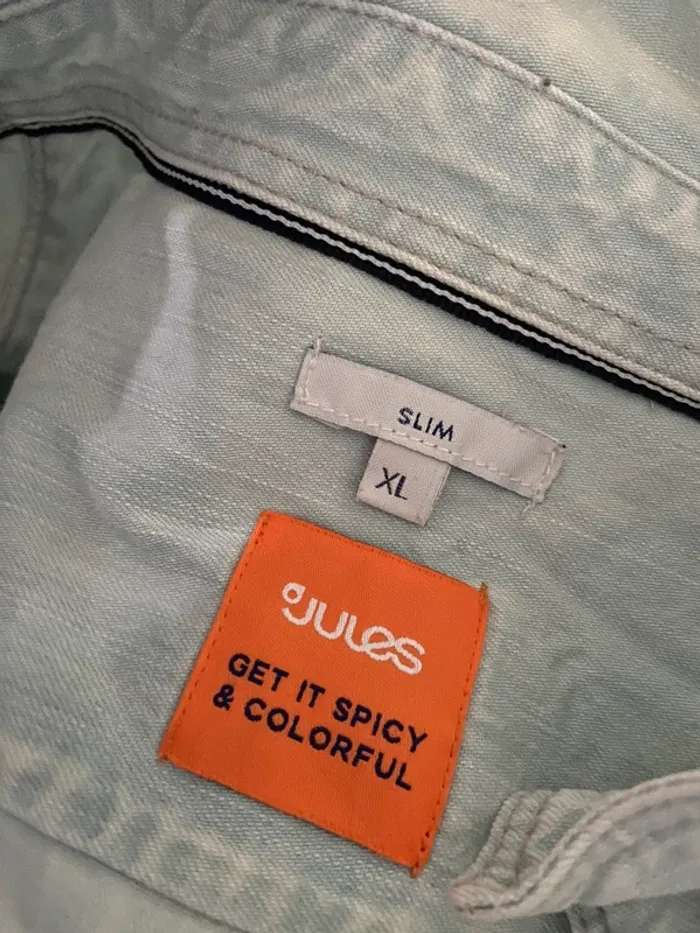 SLIM
XL
JULES
GET IT SPICY
& COLORFUL